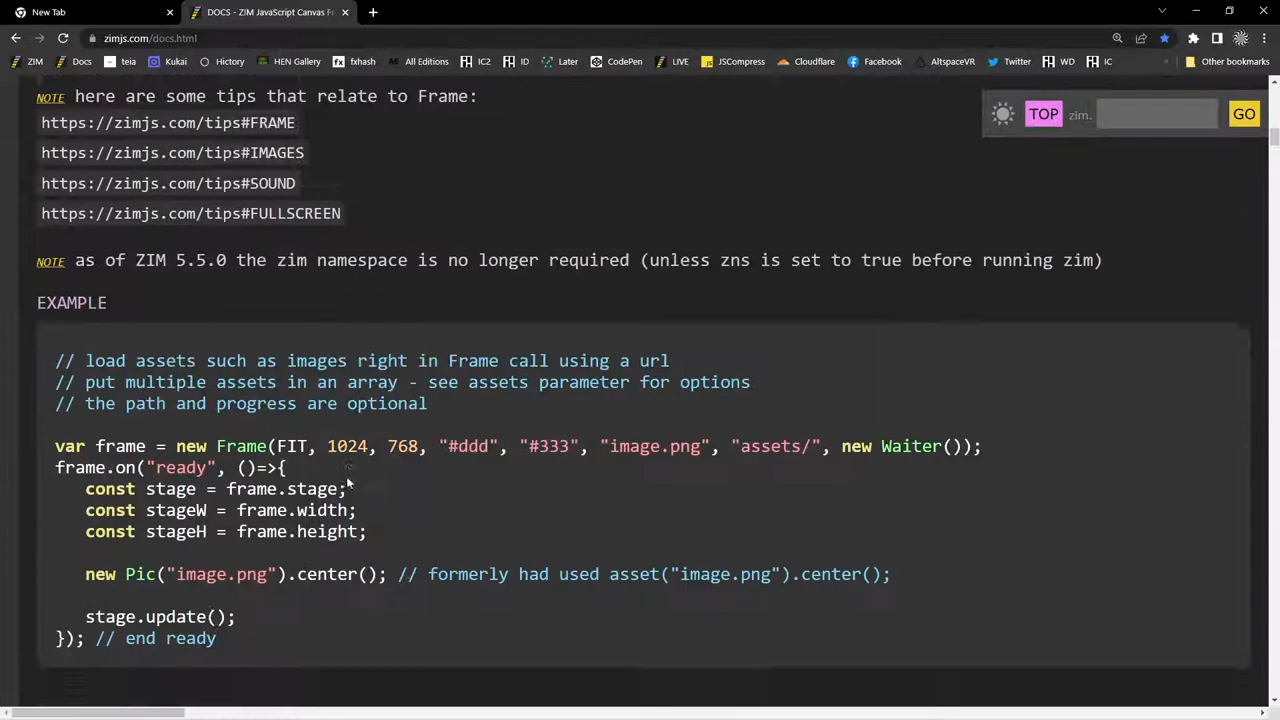 New Tab
DOCS - ZIM JavaScript Canvas F
zimjs.com/docs.html
ZIM
Docs
teia
Kukai
History
HEN Gallery
fxhash
All Editions
IC2
ID
Later
CodePen
LIVE
JSCompress
Cloudflare
Facebook
AltspaceVR
Twitter
WD
IC
Other bookmarks
NOTE here are some tips that relate to Frame:
TOP zim. GO
https://zimjs.com/tips#FRAME
https://zimjs.com/tips#IMAGES
https://zimjs.com/tips#SOUND
https://zimjs.com/tips#FULLSCREEN
NOTE as of ZIM 5.5.0 the zim namespace is no longer required (unless zns is set to true before running zim)
EXAMPLE
// load assets such as images right in Frame call using a url
// put multiple assets in an array - see assets parameter for options
// the path and progress are optional
var frame = new Frame(FIT, 1024, 768, "#ddd", "#333", "image.png", "assets/", new Waiter());
frame.on("ready", ()=>{
const stage = frame.stage;
const stageW = frame.width;
const stageH = frame.height;
new Pic("image.png").center(); // formerly had used asset("image.png").center();
stage.update();
}); // end ready